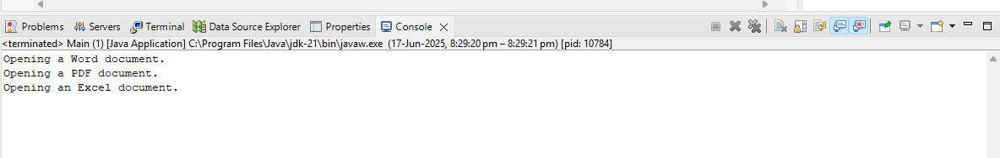 Problems Servers Terminal Data Source Explorer Properties Console
<terminated> Main (1) [Java Application] C:\Program Files\Java\jdk-21\bin\javaw.exe (17-Jun-2025, 8:29:20 pm – 8:29:21 pm) [pid: 10784]
Opening a Word document.
Opening a PDF document.
Opening an Excel document.